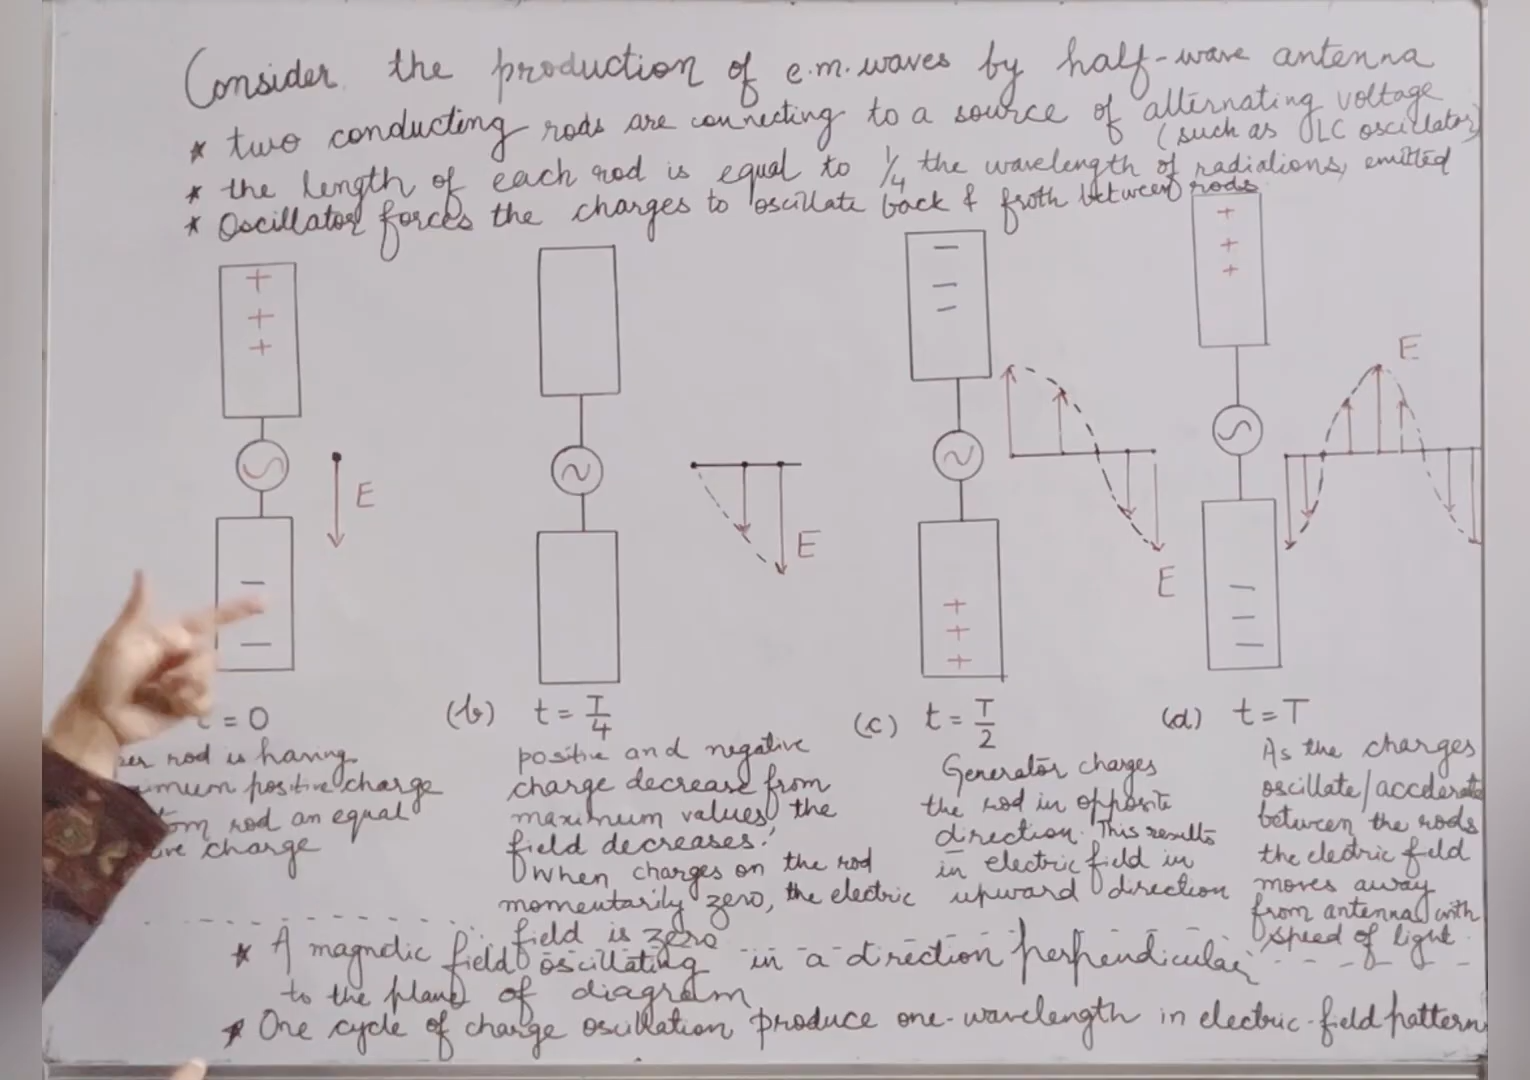 Consider the production of e.m. waves by half-wave antenna
* two conducting rods are connecting to a source of alternating voltage
(such as LC oscillator)
* the length of each rod is equal to 1/4 the wavelength of radiations, emitted
* Oscillator forces the charges to oscillate back & froth between rods
+
+
+
E
−
−
~
E
−
−
−
~
+
+
+
E
+
+
+
~
E
−
−
−
= 0
rod is having
positive charge
rod an equal
charge
(b) t = T/4
positive and negative
charge decrease from
maximum values the
field decreases.
When charges on the rod
momentarily zero, the electric
field is zero
(c) t = T/2
Generator charges
the rod in opposite
direction. This results
in electric field in
upward direction
(d) t = T
As the charges
oscillate/accelerate
between the rods
the electric field
moves away
from antenna with
speed of light
* A magnetic field oscillating in a direction perpendicular
to the plane of diagram
* One cycle of charge oscillation produce one-wavelength in electric-field pattern